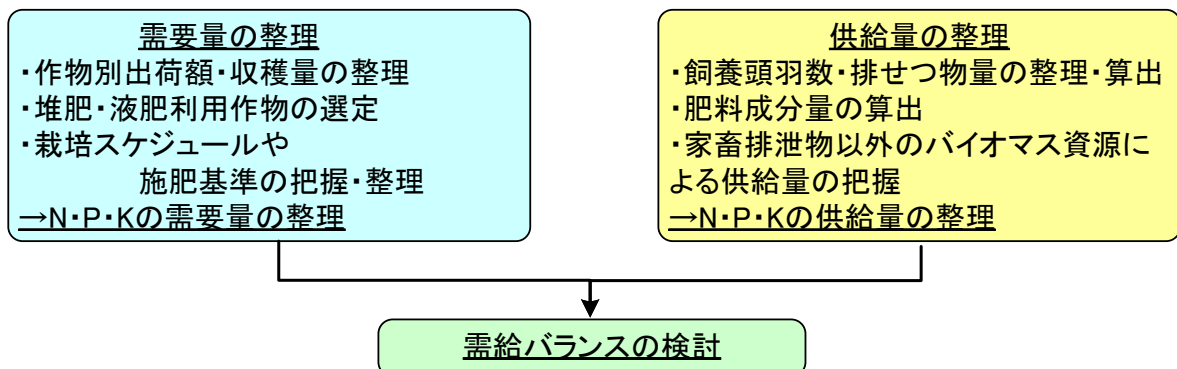 需要量の整理
・作物別出荷額・収穫量の整理
・堆肥・液肥利用作物の選定
・栽培スケジュールや
施肥基準の把握・整理
→N・P・Kの需要量の整理
供給量の整理
・飼養頭羽数・排せつ物量の整理・算出
・肥料成分量の算出
・家畜排泄物以外のバイオマス資源に
よる供給量の把握
→N・P・Kの供給量の整理
需給バランスの検討